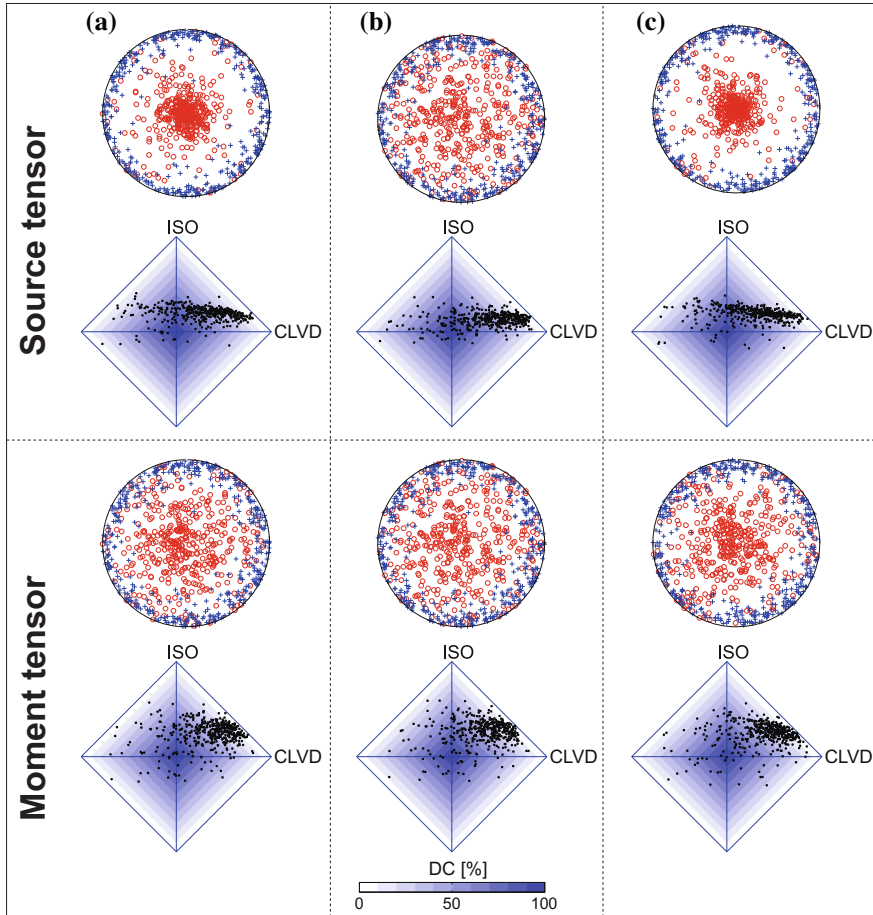 (a) (b) (c)
Source tensor
ISO ISO ISO
CLVD CLVD CLVD
Moment tensor
ISO ISO ISO
CLVD CLVD CLVD
DC [%]
0 50 100